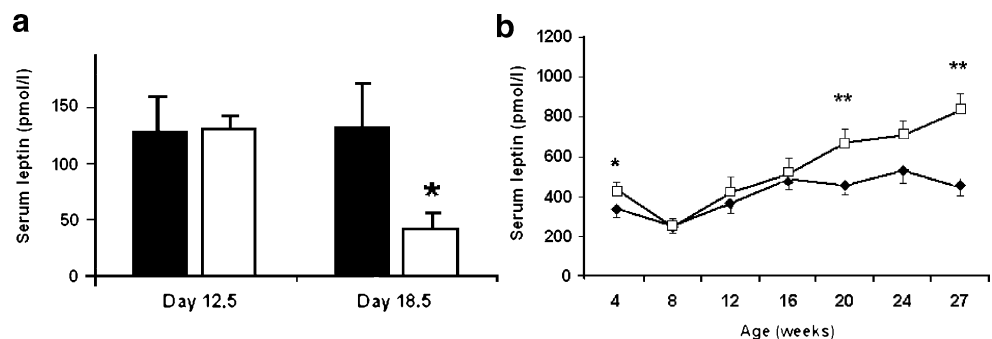 a
Serum leptin (pmol/l)
150
100
50
0
*
Day 12.5
Day 18.5
b
Serum leptin (pmol/l)
1200
1000
800
600
400
200
0
*
**
**
4 8 12 16 20 24 27
Age (weeks)